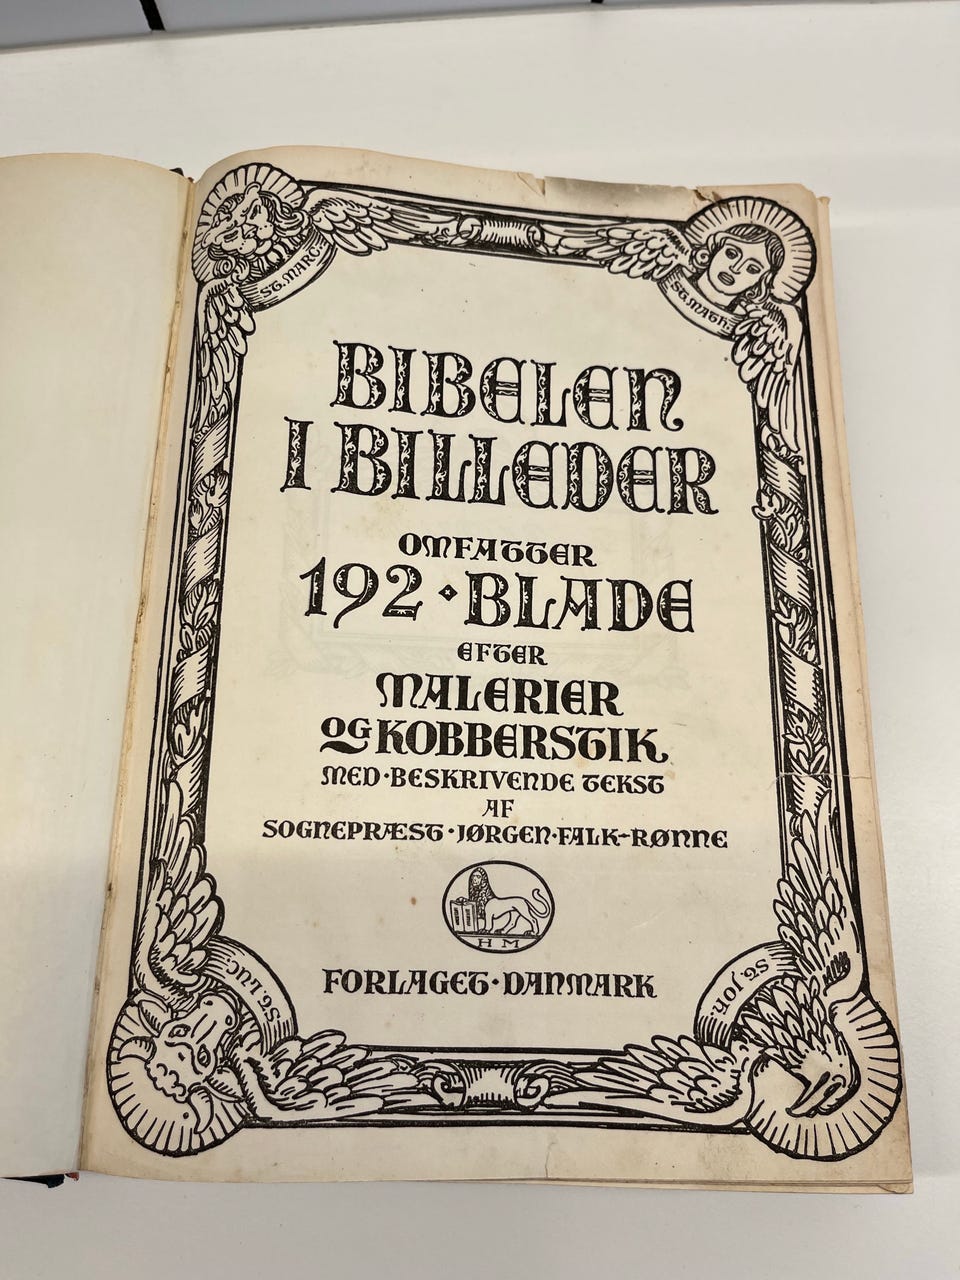 ST. MARC.
ST. MATH.
BIBELEN
I BILLEDER
OMFATTER
192 · BLADE
EFTER
MALERIER
OG KOBBERSTIK
MED · BESKRIVENDE TEKST
AF
SOGNEPRÆST · JØRGEN · FALK-RØNNE
H M
FORLAGET · DANMARK
ST. LUC.
ST. JOH.